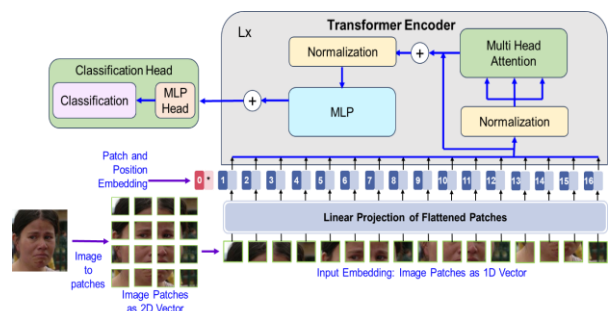 Transformer Encoder
Lx
Normalization
Multi Head
Attention
Classification Head
Classification
MLP
Head
MLP
Normalization
Patch and
Position
Embedding
0 * 1 2 3 4 5 6 7 8 9 10 11 12 13 14 15 16
Linear Projection of Flattened Patches
Image
to
patches
Input Embedding: Image Patches as 1D Vector
Image Patches
as 2D Vector